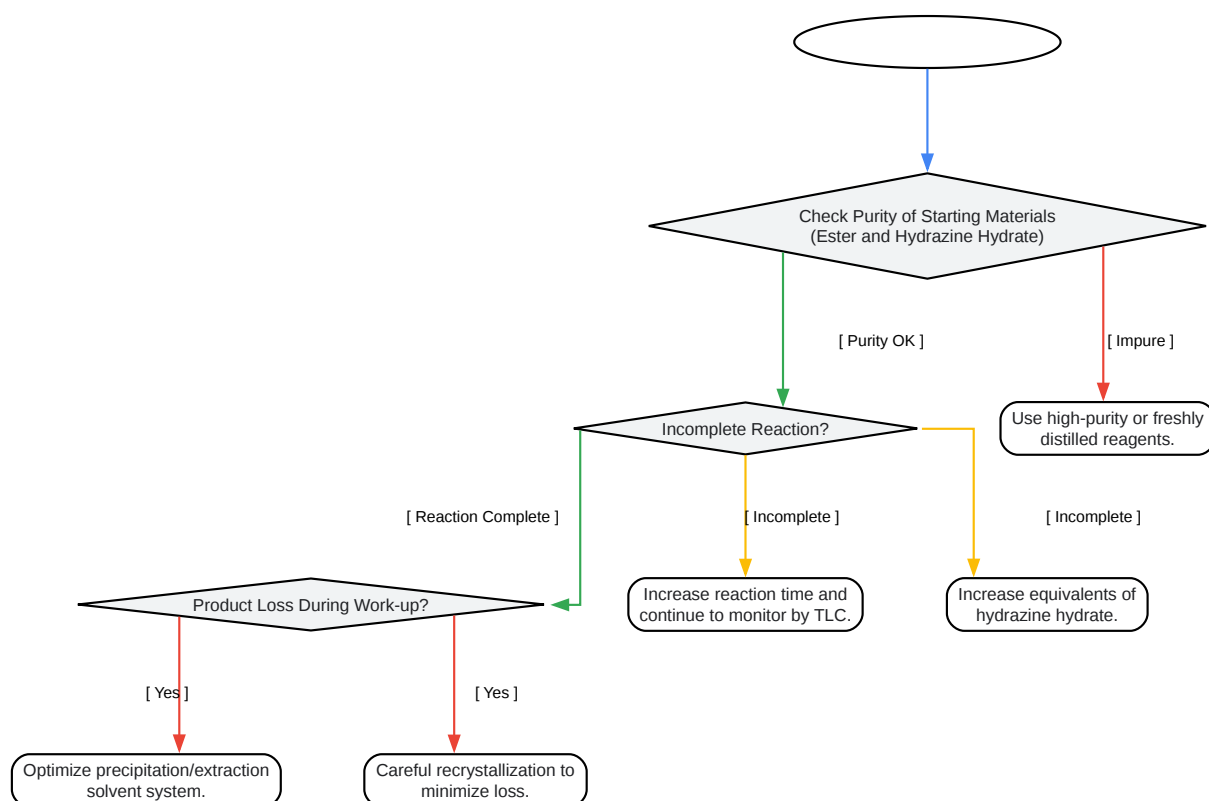 Check Purity of Starting Materials
(Ester and Hydrazine Hydrate)
[ Purity OK ]
[ Impure ]
Use high-purity or freshly
distilled reagents.
Incomplete Reaction?
[ Reaction Complete ]
[ Incomplete ]
[ Incomplete ]
Increase reaction time and
continue to monitor by TLC.
Increase equivalents of
hydrazine hydrate.
Product Loss During Work-up?
[ Yes ]
[ Yes ]
Optimize precipitation/extraction
solvent system.
Careful recrystallization to
minimize loss.